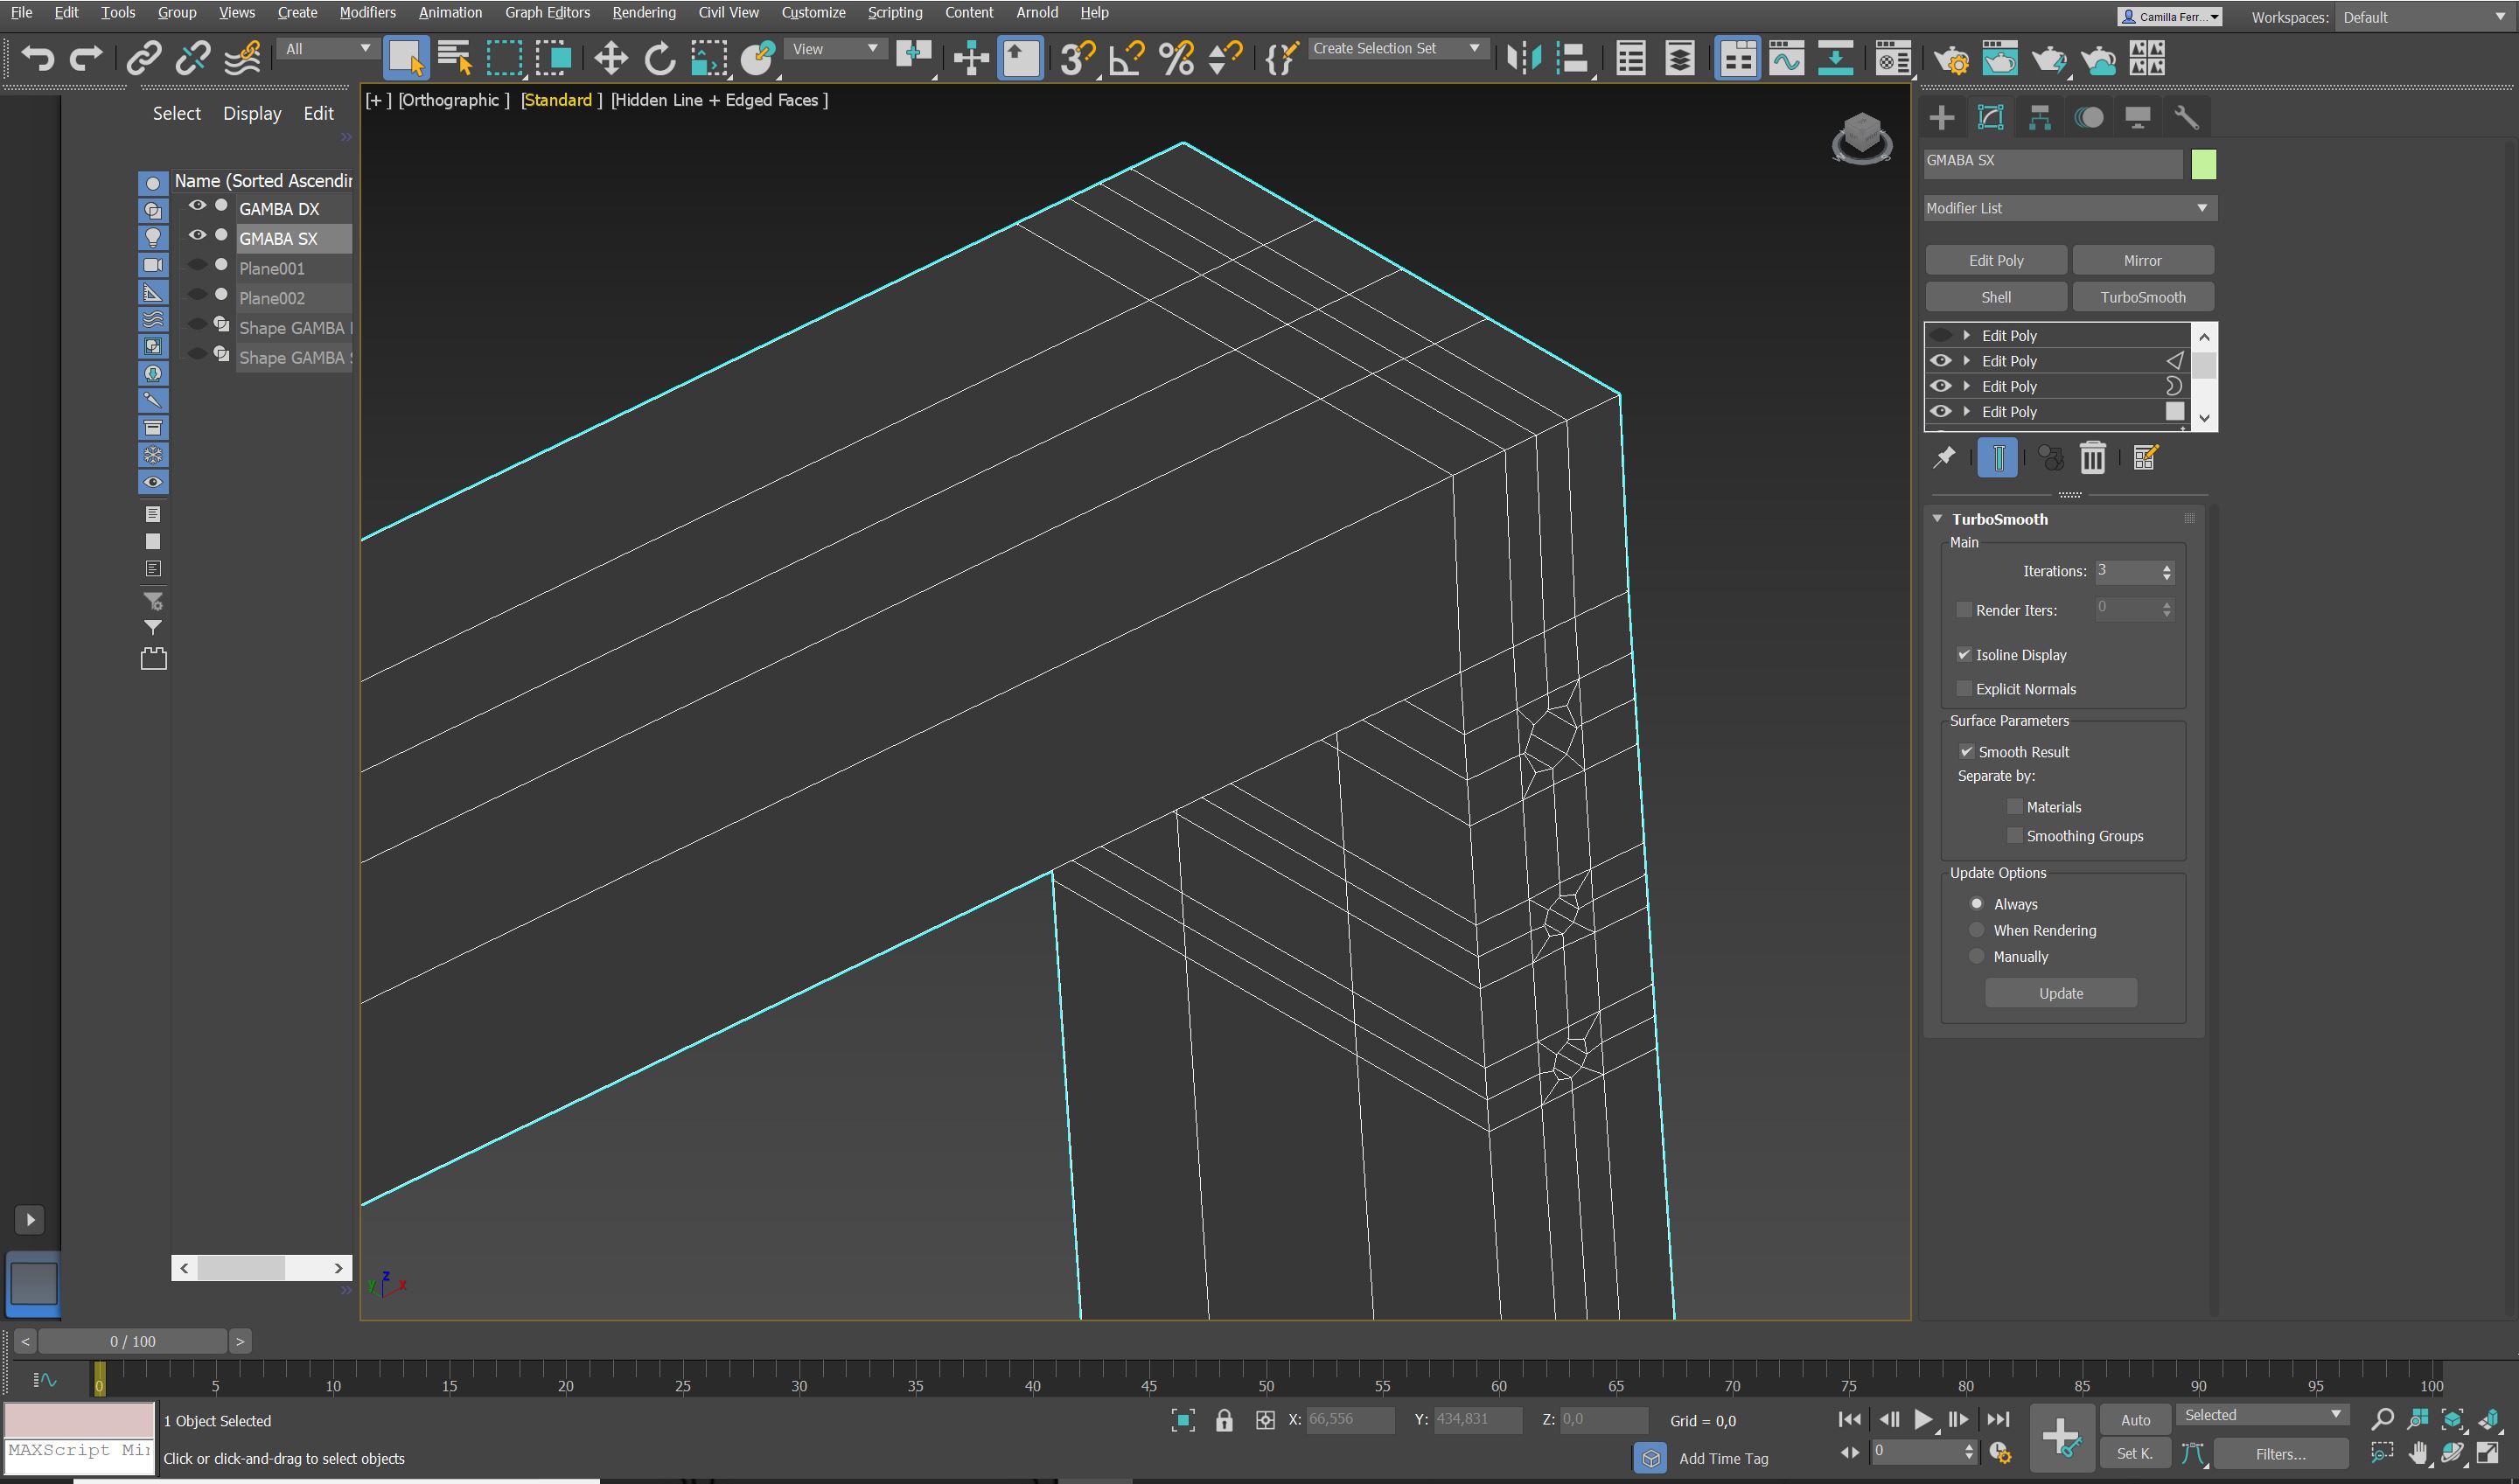 File Edit Tools Group Views Create Modifiers Animation Graph Editors Rendering Civil View Customize Scripting Content Arnold Help
Camilla Ferr... Workspaces: Default
All View Create Selection Set
Select Display Edit
[+ ] [Orthographic ] [Standard ] [Hidden Line + Edged Faces ]
Name (Sorted Ascendin
GAMBA DX
GMABA SX
Plane001
Plane002
Shape GAMBA
Shape GAMBA
GMABA SX
Modifier List
Edit Poly Mirror
Shell TurboSmooth
Edit Poly
Edit Poly
Edit Poly
Edit Poly
TurboSmooth
Main
Iterations: 3
Render Iters: 0
Isoline Display
Explicit Normals
Surface Parameters
Smooth Result
Separate by:
Materials
Smoothing Groups
Update Options
Always
When Rendering
Manually
Update
z
y x
< 0 / 100 >
0 5 10 15 20 25 30 35 40 45 50 55 60 65 70 75 80 85 90 95 100
1 Object Selected X: 66,556 Y: 434,831 Z: 0,0 Grid = 0,0 Auto Selected
MAXScript Mi
Click or click-and-drag to select objects Add Time Tag 0 Set K. Filters...